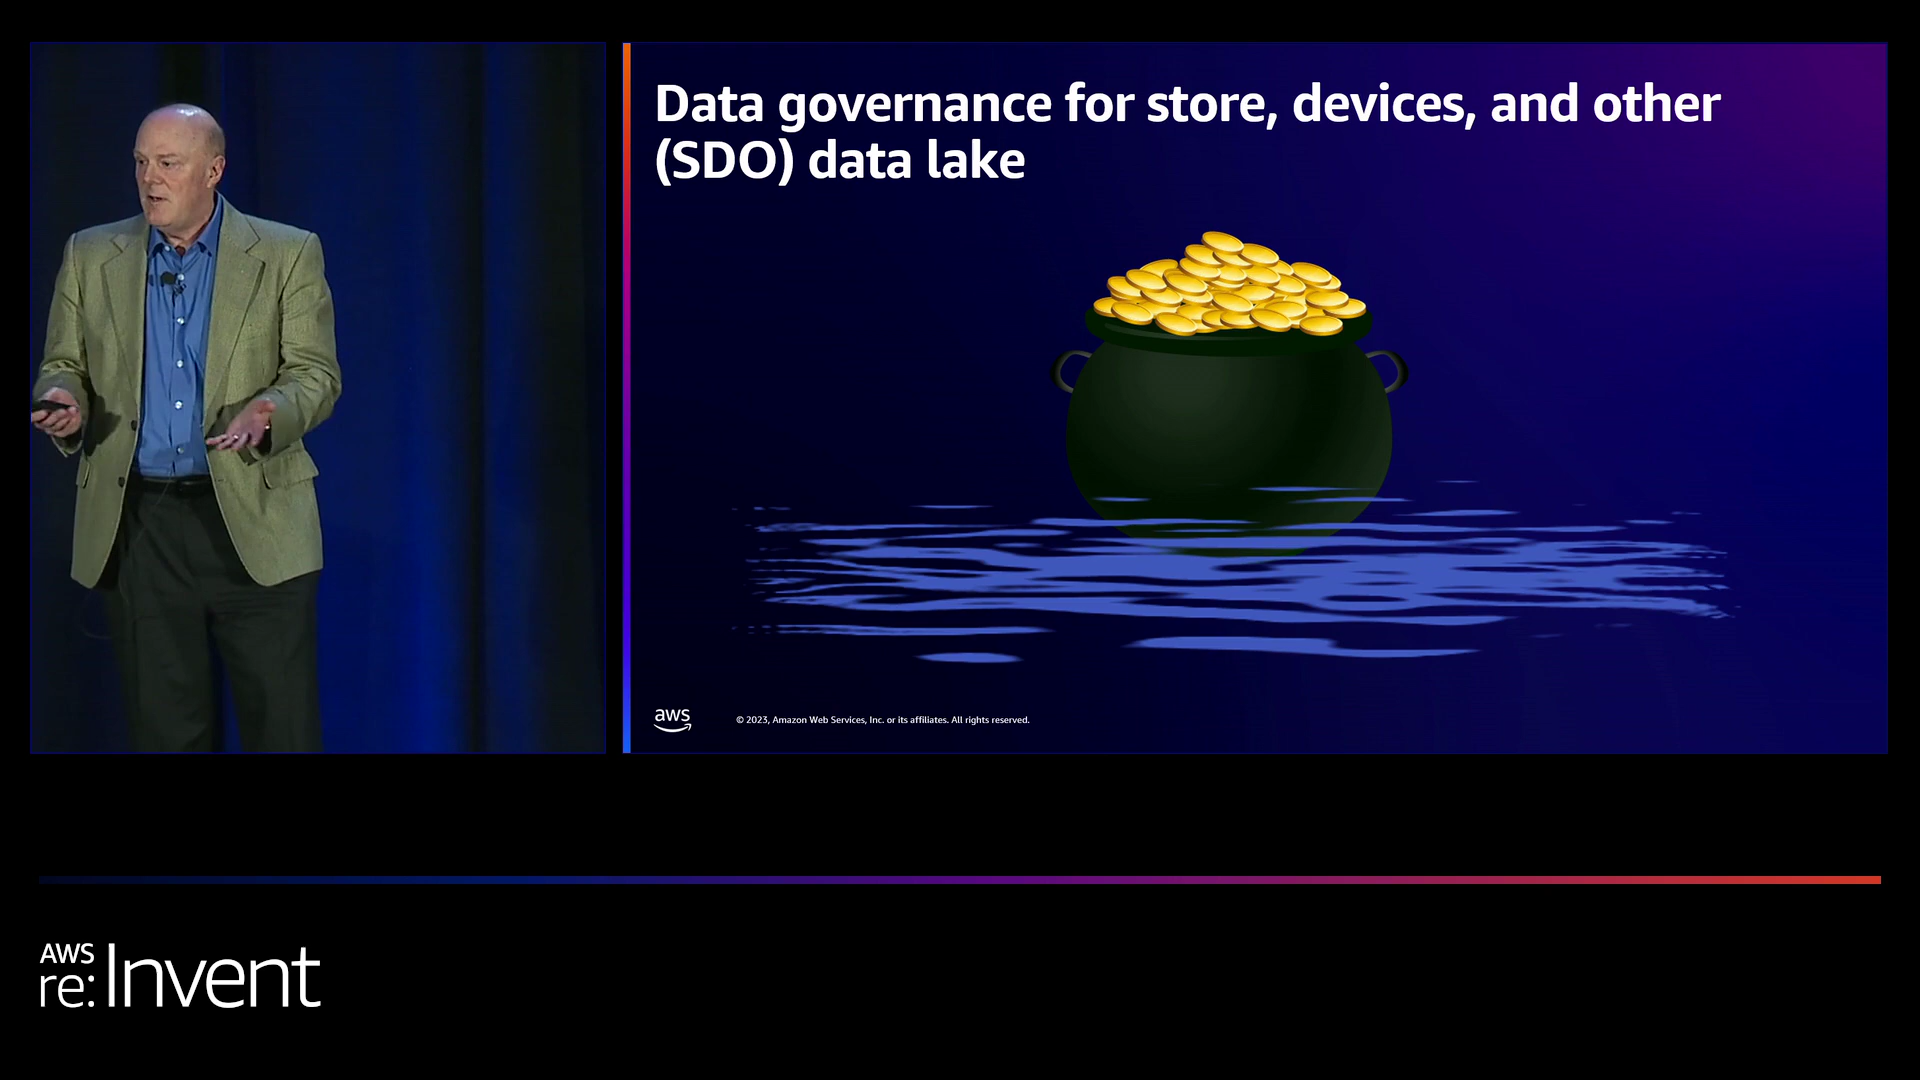 Data governance for store, devices, and other
(SDO) data lake
aws
© 2023, Amazon Web Services, Inc. or its affiliates. All rights reserved.
AWS
re:Invent